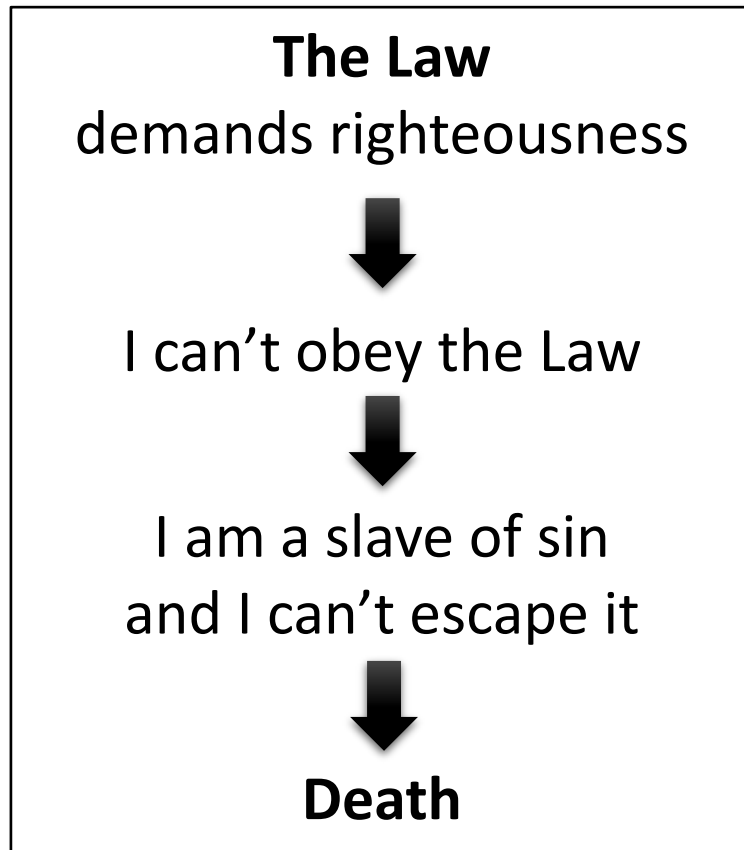 The Law
demands righteousness
I can’t obey the Law
I am a slave of sin
and I can’t escape it
Death